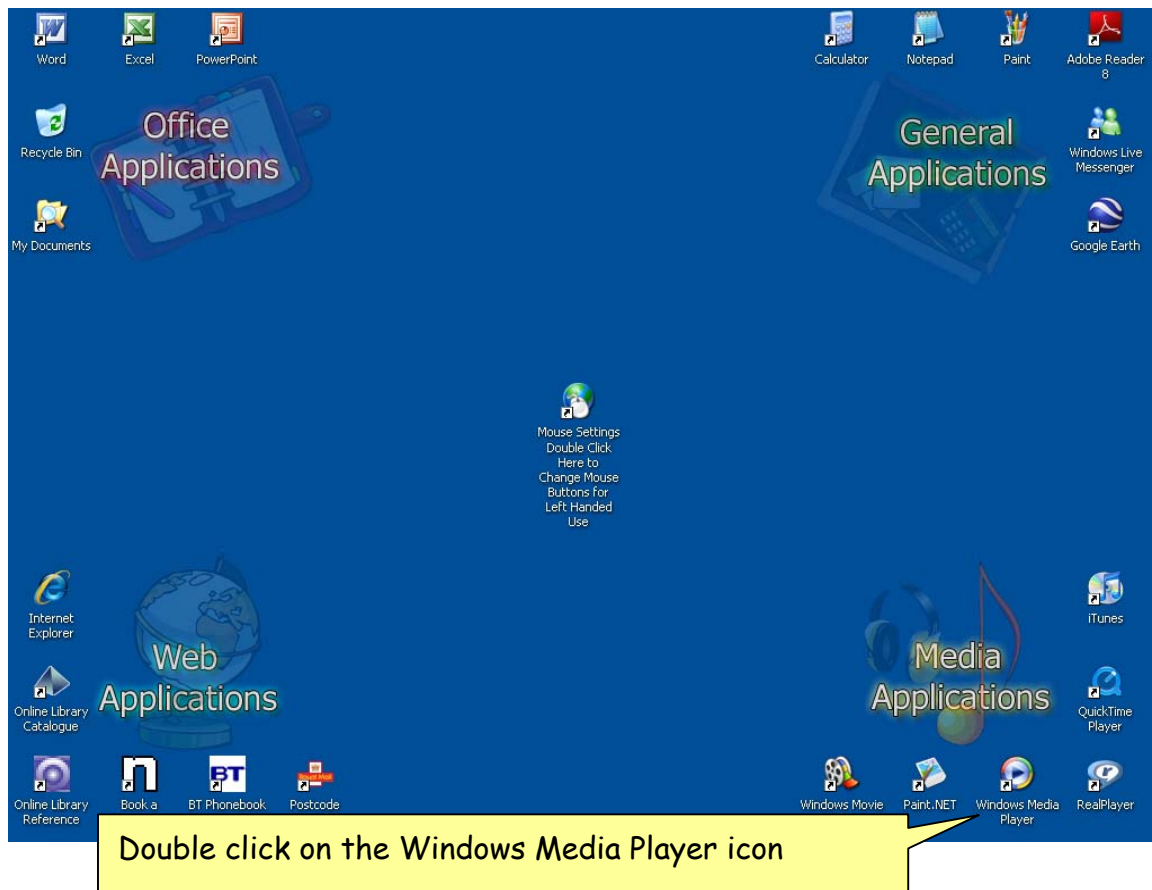 Word
Excel
PowerPoint
Calculator
Notepad
Paint
Adobe Reader
8
Office
Applications
General
Applications
Recycle Bin
Windows Live
Messenger
My Documents
Google Earth
Mouse Settings
Double Click
Here to
Change Mouse
Buttons for
Left Handed
Use
Internet
Explorer
iTunes
Web
Applications
Media
Applications
Online Library
Catalogue
QuickTime
Player
Online Library
Reference
Book a
BT
BT Phonebook
Royal Mail
Postcode
Windows Movie
Paint.NET
Windows Media
Player
RealPlayer
Double click on the Windows Media Player icon